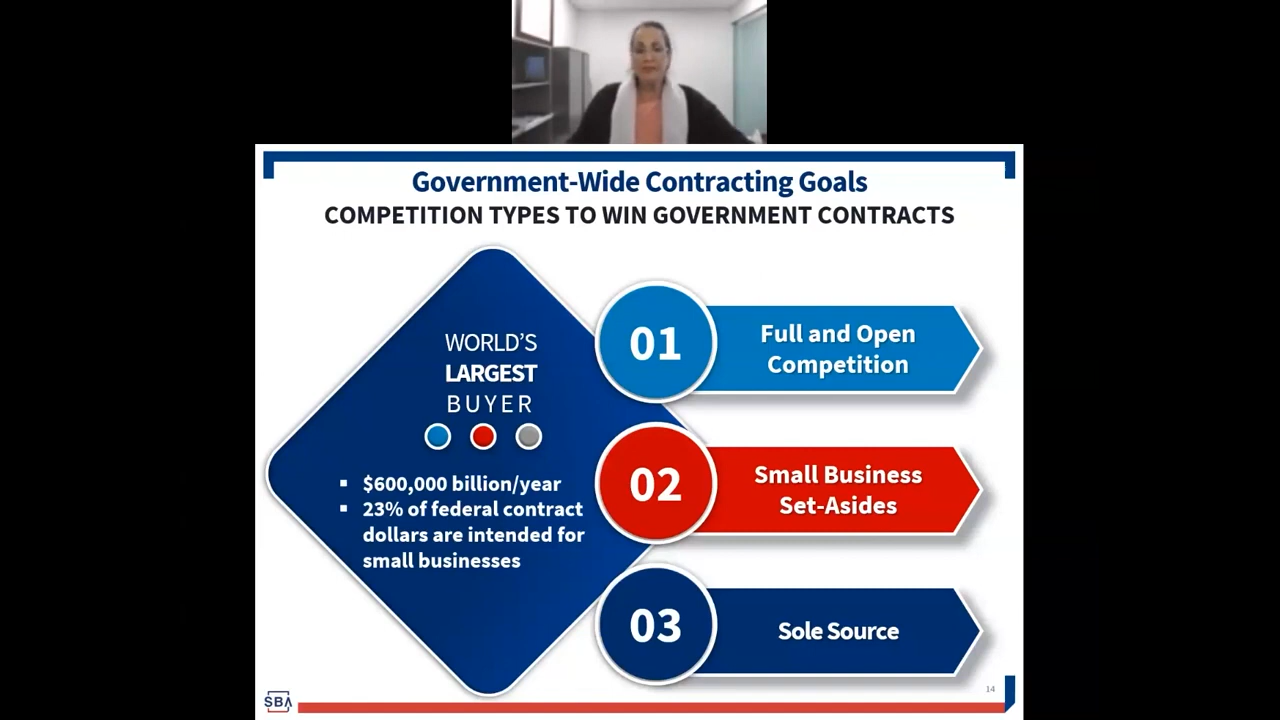 Government-Wide Contracting Goals
COMPETITION TYPES TO WIN GOVERNMENT CONTRACTS
WORLD'S
LARGEST
BUYER
▪ $600,000 billion/year
▪ 23% of federal contract
dollars are intended for
small businesses
01
Full and Open
Competition
02
Small Business
Set-Asides
03
Sole Source
14
SBA